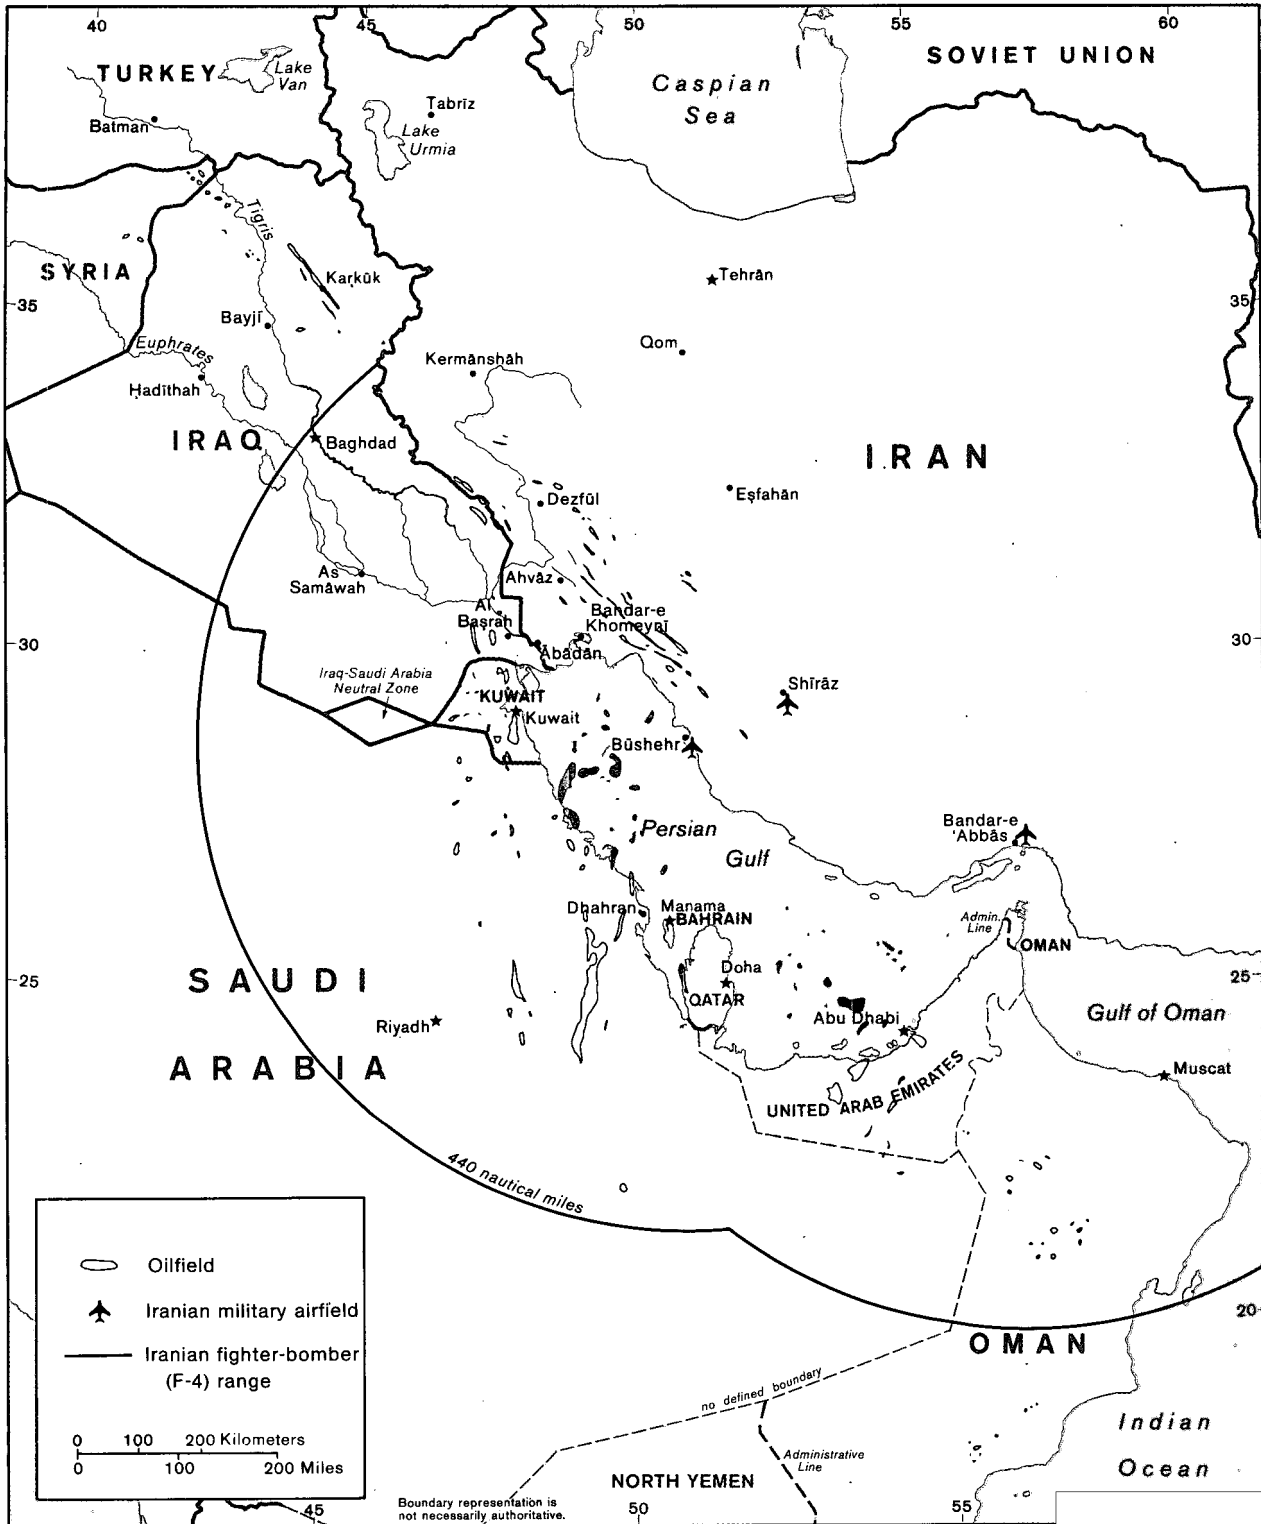 40
45
50
55
60
TURKEY
Lake
Van
Caspian
Sea
SOVIET UNION
Batman
Tabrīz
Lake
Urmia
Tigris
SYRIA
Karkūk
Tehrān
35
35
Bayjī
Euphrates
Qom
Kermānshāh
Ḥadīthah
IRAQ
Baghdad
IRAN
Dezfūl
Eşfahān
As
Samāwah
Ahvāz
Al
Başrah
Bandar-e
Khomeynī
Ābādān
30
30
Iraq-Saudi Arabia
Neutral Zone
KUWAIT
Kuwait
Shīrāz
Būshehr
Persian
Gulf
Bandar-e
'Abbās
Dhahran
Manama
BAHRAIN
Admin.
Line
OMAN
Doha
QATAR
25
25
SAUDI
ARABIA
Riyadh
Abu Dhabi
Gulf of Oman
Muscat
UNITED ARAB EMIRATES
440 nautical miles
Oilfield
Iranian military airfield
Iranian fighter-bomber
(F-4) range
0 100 200 Kilometers
0 100 200 Miles
20
OMAN
no defined boundary
Administrative
Line
NORTH YEMEN
Indian
Ocean
Boundary representation is
not necessarily authoritative.
45
50
55